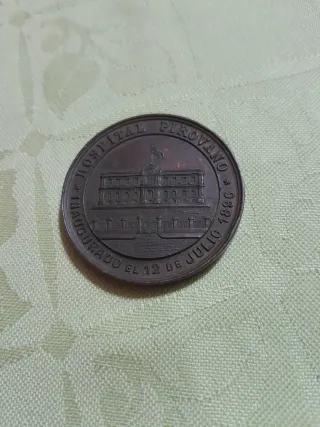 HOSPITAL PIROVANO
INAUGURADO EL 12 DE JULIO 1896